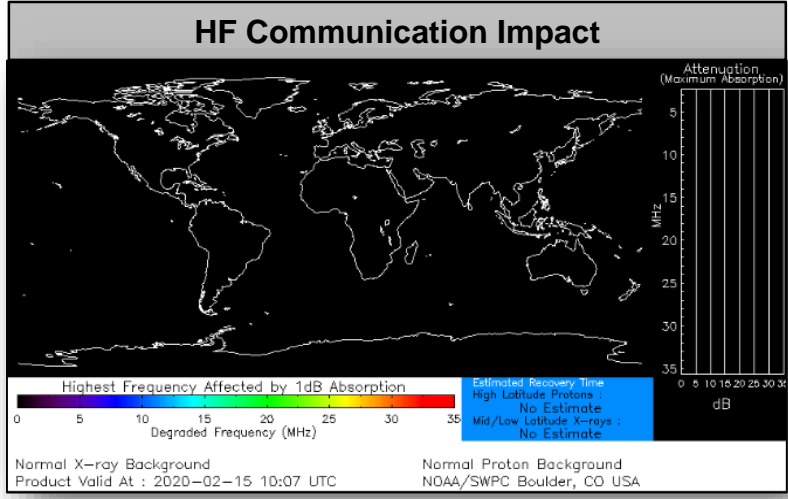 HF Communication Impact
Attenuation
(Maximum Absorption)
5
10
15
20
25
30
35
MHz
0 5 10 15 20 25 30 35
dB
Highest Frequency Affected by 1dB Absorption
0 5 10 15 20 25 30 35
Degraded Frequency (MHz)
Estimated Recovery Time
High Latitude Protons :
No Estimate
Mid/Low Latitude X-rays :
No Estimate
Normal X-ray Background
Normal Proton Background
Product Valid At : 2020-02-15 10:07 UTC
NOAA/SWPC Boulder, CO USA